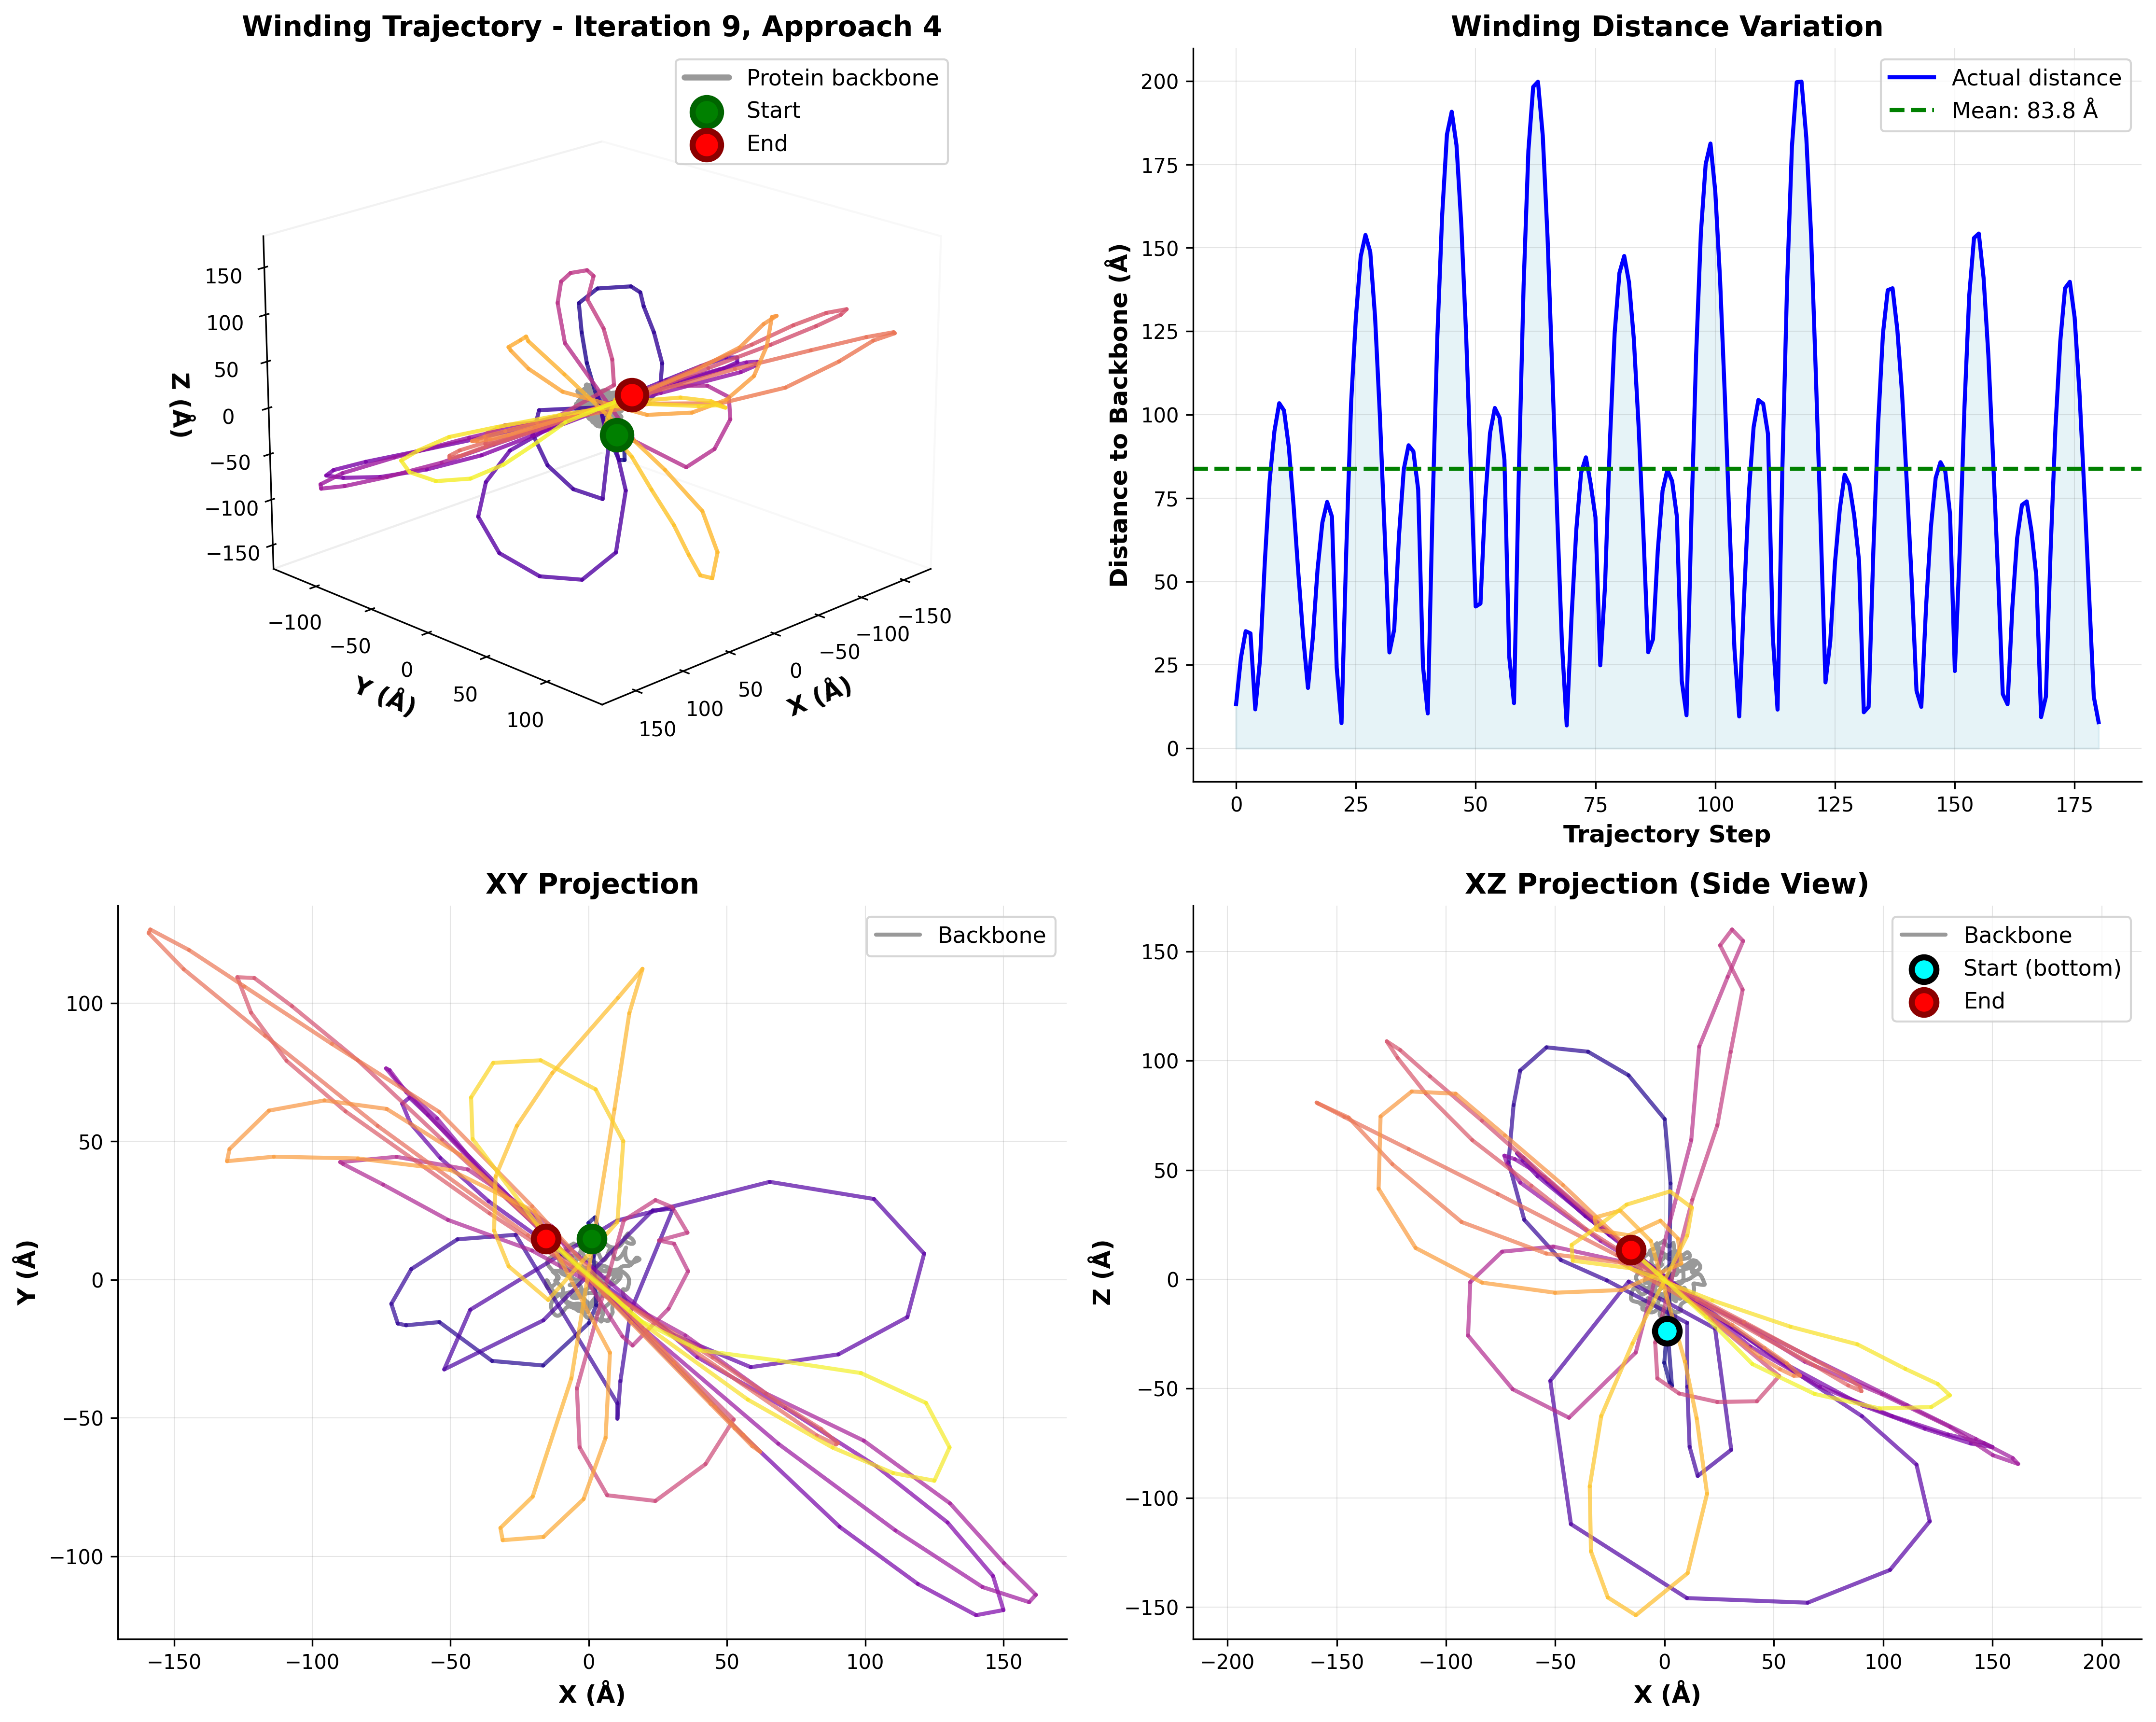 Winding Trajectory - Iteration 9, Approach 4
Protein backbone
Start
End
150
100
50
0
−50
−100
−150
Z (Å)
−100
−50
0
50
100
Y (Å)
150
100
50
0
−50
−100
−150
X (Å)
Winding Distance Variation
Actual distance
Mean: 83.8 Å
200
175
150
125
100
75
50
25
0
Distance to Backbone (Å)
0
25
50
75
100
125
150
175
Trajectory Step
XY Projection
Backbone
100
50
0
−50
−100
Y (Å)
−150
−100
−50
0
50
100
150
X (Å)
XZ Projection (Side View)
Backbone
Start (bottom)
End
150
100
50
0
−50
−100
−150
Z (Å)
−200
−150
−100
−50
0
50
100
150
200
X (Å)